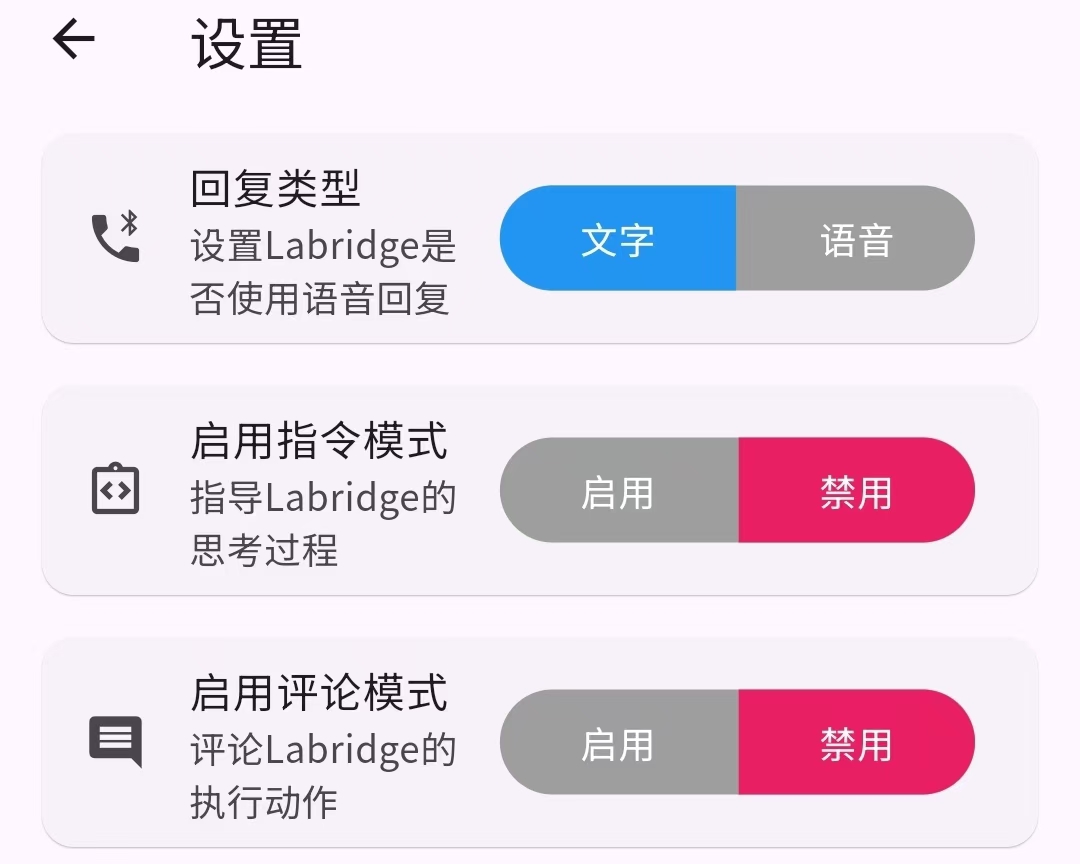 设置
回复类型
设置Labridge是
否使用语音回复
文字
语音
启用指令模式
指导Labridge的
思考过程
启用
禁用
启用评论模式
评论Labridge的
执行动作
启用
禁用